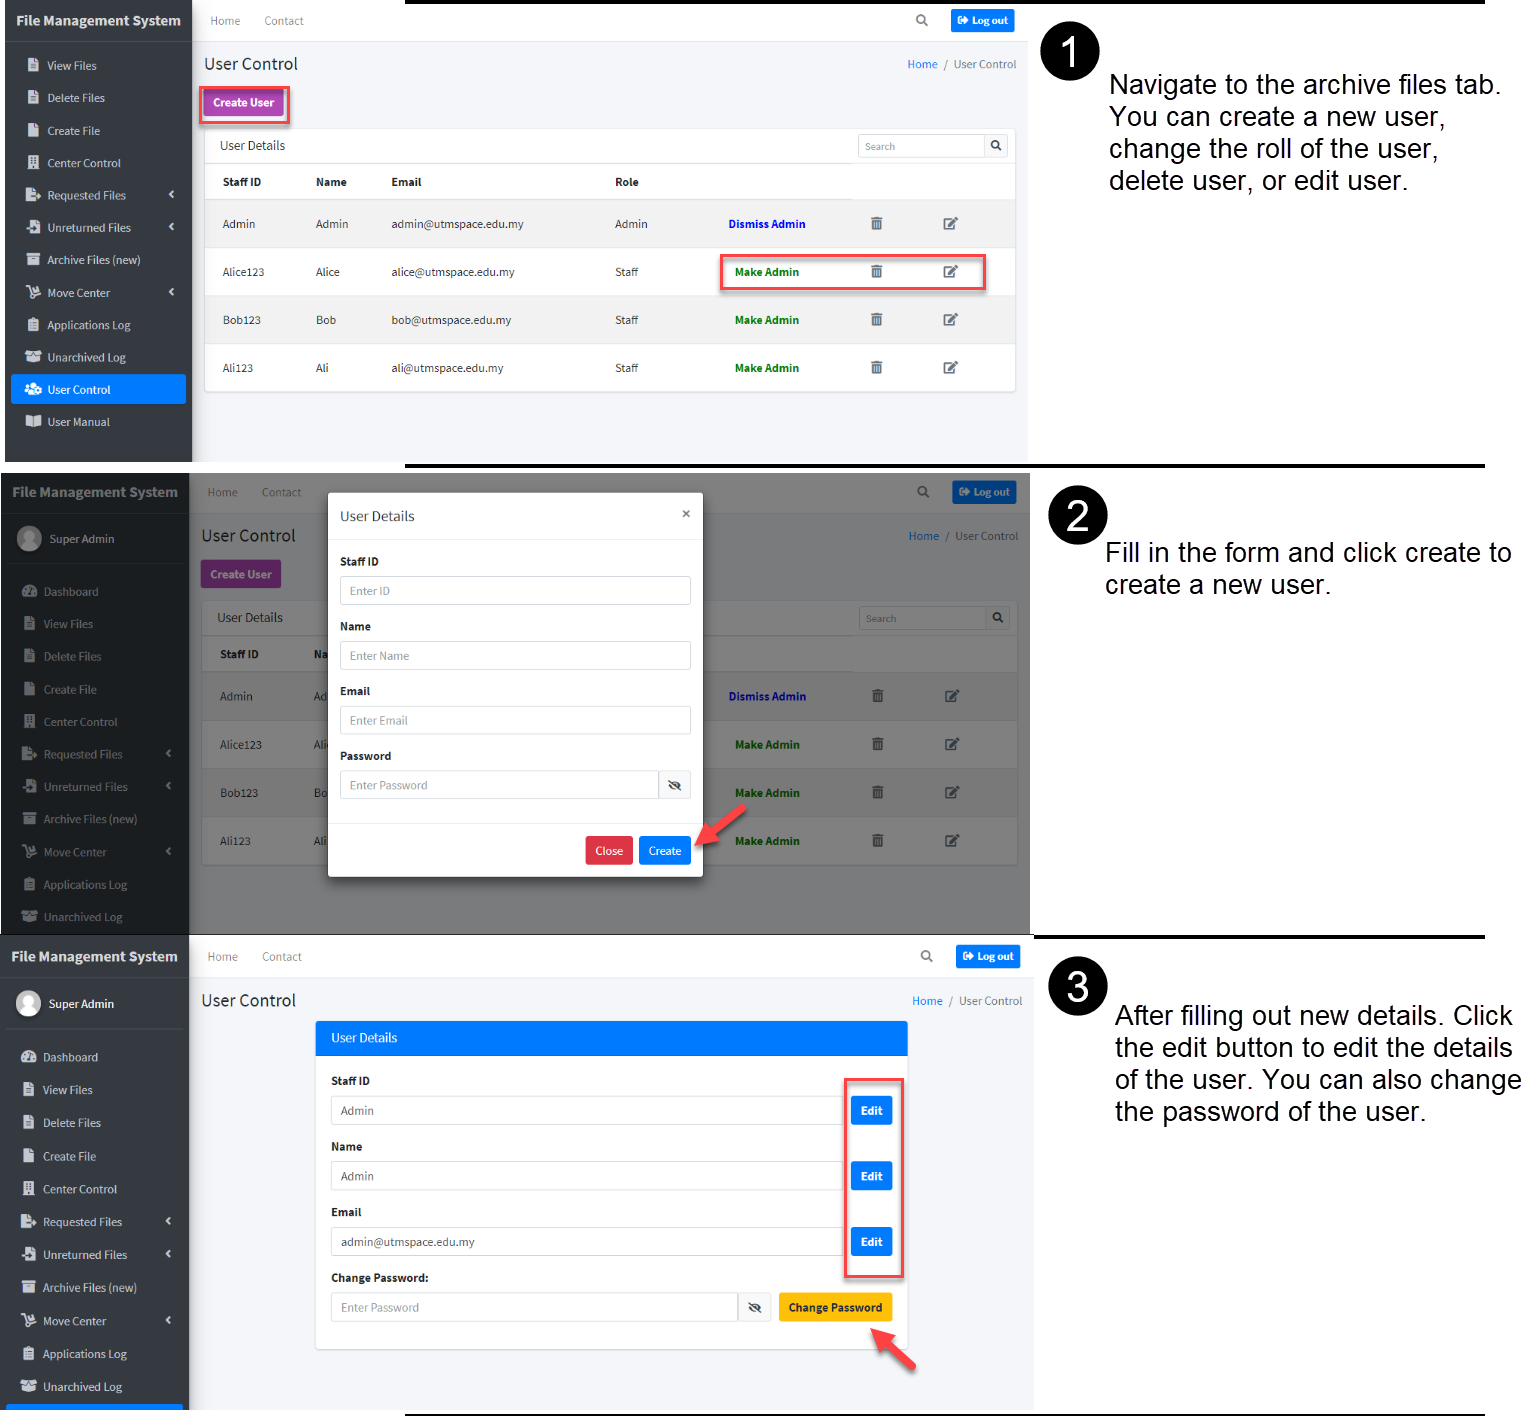 File Management System
Home Contact
Log out
View Files
Delete Files
Create File
Center Control
Requested Files
Unreturned Files
Archive Files (new)
Move Center
Applications Log
Unarchived Log
User Control
User Manual
User Control
Home / User Control
Create User
User Details
Search
Staff ID Name Email Role
Admin Admin admin@utmspace.edu.my Admin Dismiss Admin
Alice123 Alice alice@utmspace.edu.my Staff Make Admin
Bob123 Bob bob@utmspace.edu.my Staff Make Admin
Ali123 Ali ali@utmspace.edu.my Staff Make Admin
1
Navigate to the archive files tab.
You can create a new user,
change the roll of the user,
delete user, or edit user.
File Management System
Home Contact
Log out
Super Admin
Dashboard
View Files
Delete Files
Create File
Center Control
Requested Files
Unreturned Files
Archive Files (new)
Move Center
Applications Log
Unarchived Log
User Control
Home / User Control
Create User
User Details
Search
Staff ID Na
Admin Ad Dismiss Admin
Alice123 Ali Make Admin
Bob123 Bo Make Admin
Ali123 Ali Make Admin
User Details ×
Staff ID
Enter ID
Name
Enter Name
Email
Enter Email
Password
Enter Password
Close Create
2
Fill in the form and click create to
create a new user.
File Management System
Home Contact
Log out
Super Admin
Dashboard
View Files
Delete Files
Create File
Center Control
Requested Files
Unreturned Files
Archive Files (new)
Move Center
Applications Log
Unarchived Log
User Control
Home / User Control
User Details
Staff ID
Admin Edit
Name
Admin Edit
Email
admin@utmspace.edu.my Edit
Change Password:
Enter Password Change Password
3
After filling out new details. Click
the edit button to edit the details
of the user. You can also change
the password of the user.